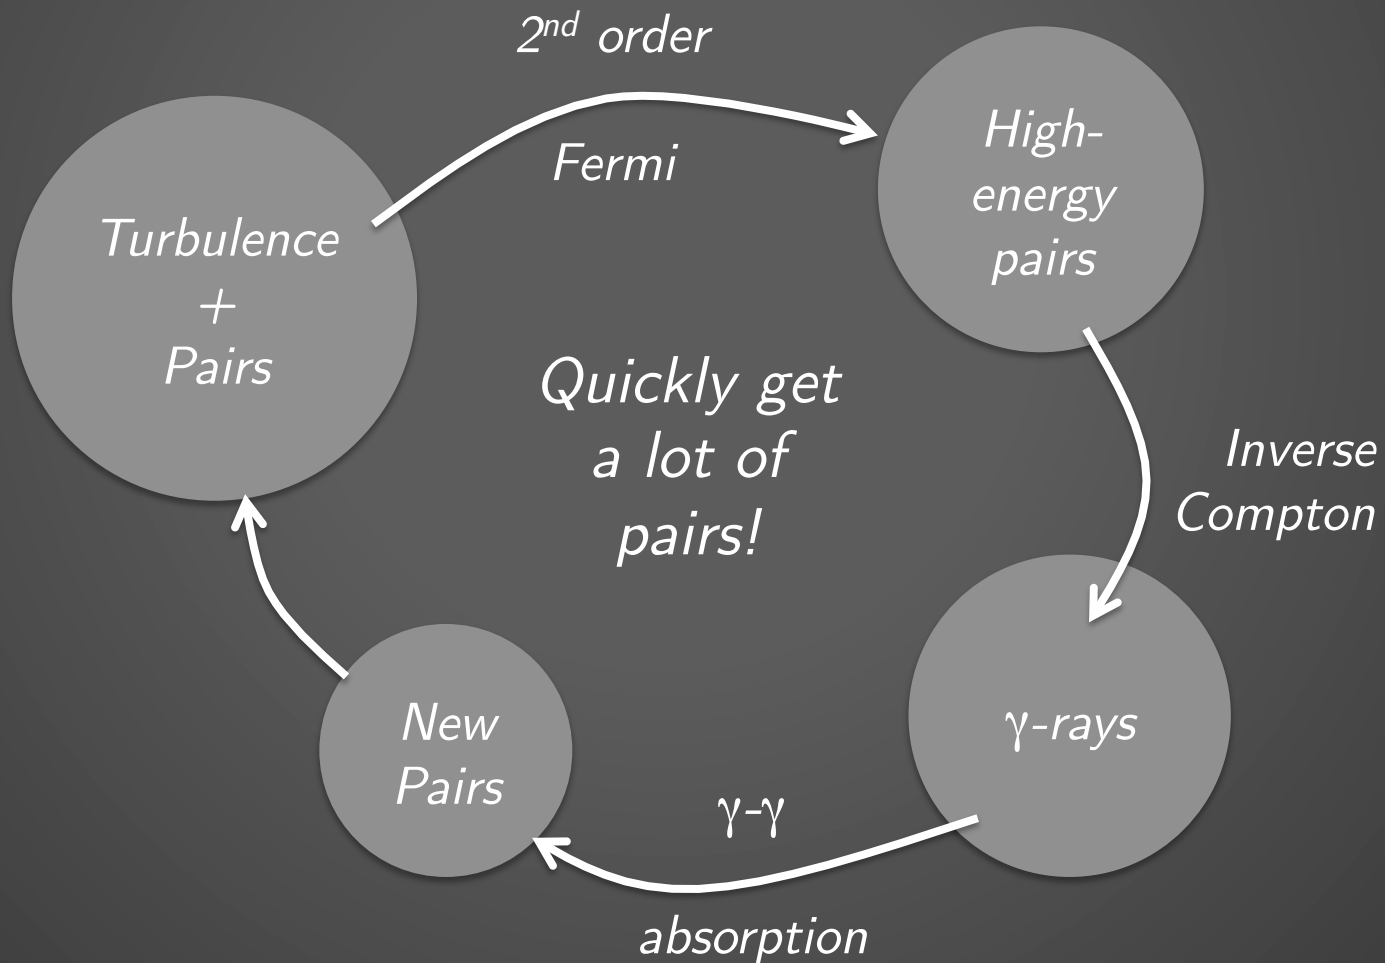 2nd order
Fermi
High-
energy
pairs
Turbulence
+
Pairs
Quickly get
a lot of
pairs!
Inverse
Compton
γ-rays
γ-γ
absorption
New
Pairs